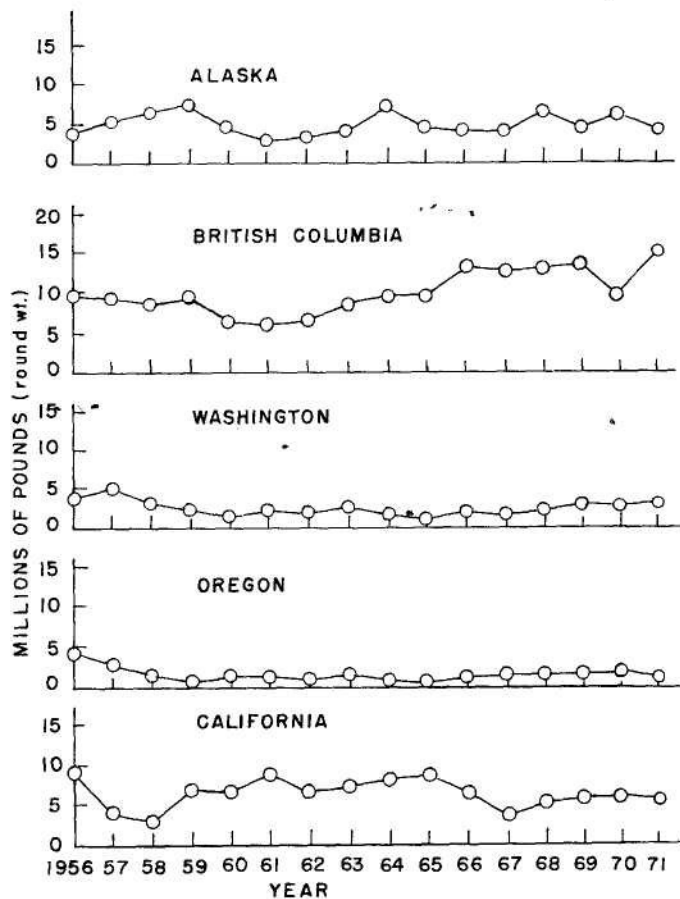 MILLIONS OF POUNDS (round wt.)
ALASKA
15
10
5
0
BRITISH COLUMBIA
20
15
10
5
0
WASHINGTON
15
10
5
0
OREGON
15
10
5
0
CALIFORNIA
15
10
5
0
1956 57 58 59 60 61 62 63 64 65 66 67 68 69 70 71
YEAR